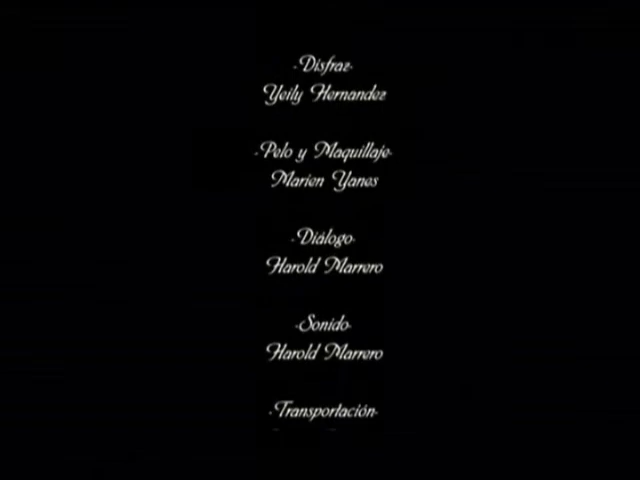 -Disfraz-
Yeily Hernandez
-Pelo y Maquillaje-
Marien Yanes
-Diálogo-
Harold Marrero
-Sonido-
Harold Marrero
-Transportación-